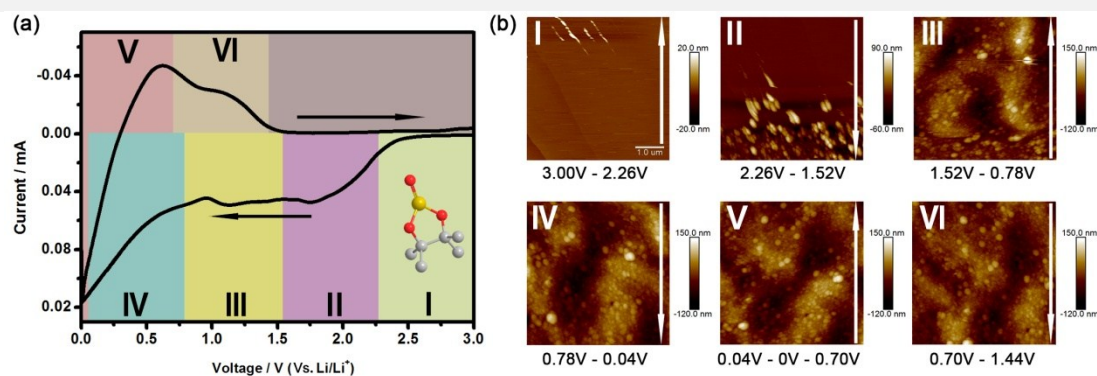 (a)
V
VI
-0.04
0.00
0.04
0.08
0.02
Current / mA
IV
III
II
I
0.0
0.5
1.0
1.5
2.0
2.5
3.0
Voltage / V (Vs. Li/Li+)
(b)
I
1.0 um
20.0 nm
-20.0 nm
3.00V - 2.26V
II
90.0 nm
-60.0 nm
2.26V - 1.52V
III
150.0 nm
-120.0 nm
1.52V - 0.78V
IV
150.0 nm
-120.0 nm
0.78V - 0.04V
V
150.0 nm
-120.0 nm
0.04V - 0V - 0.70V
VI
150.0 nm
-120.0 nm
0.70V - 1.44V